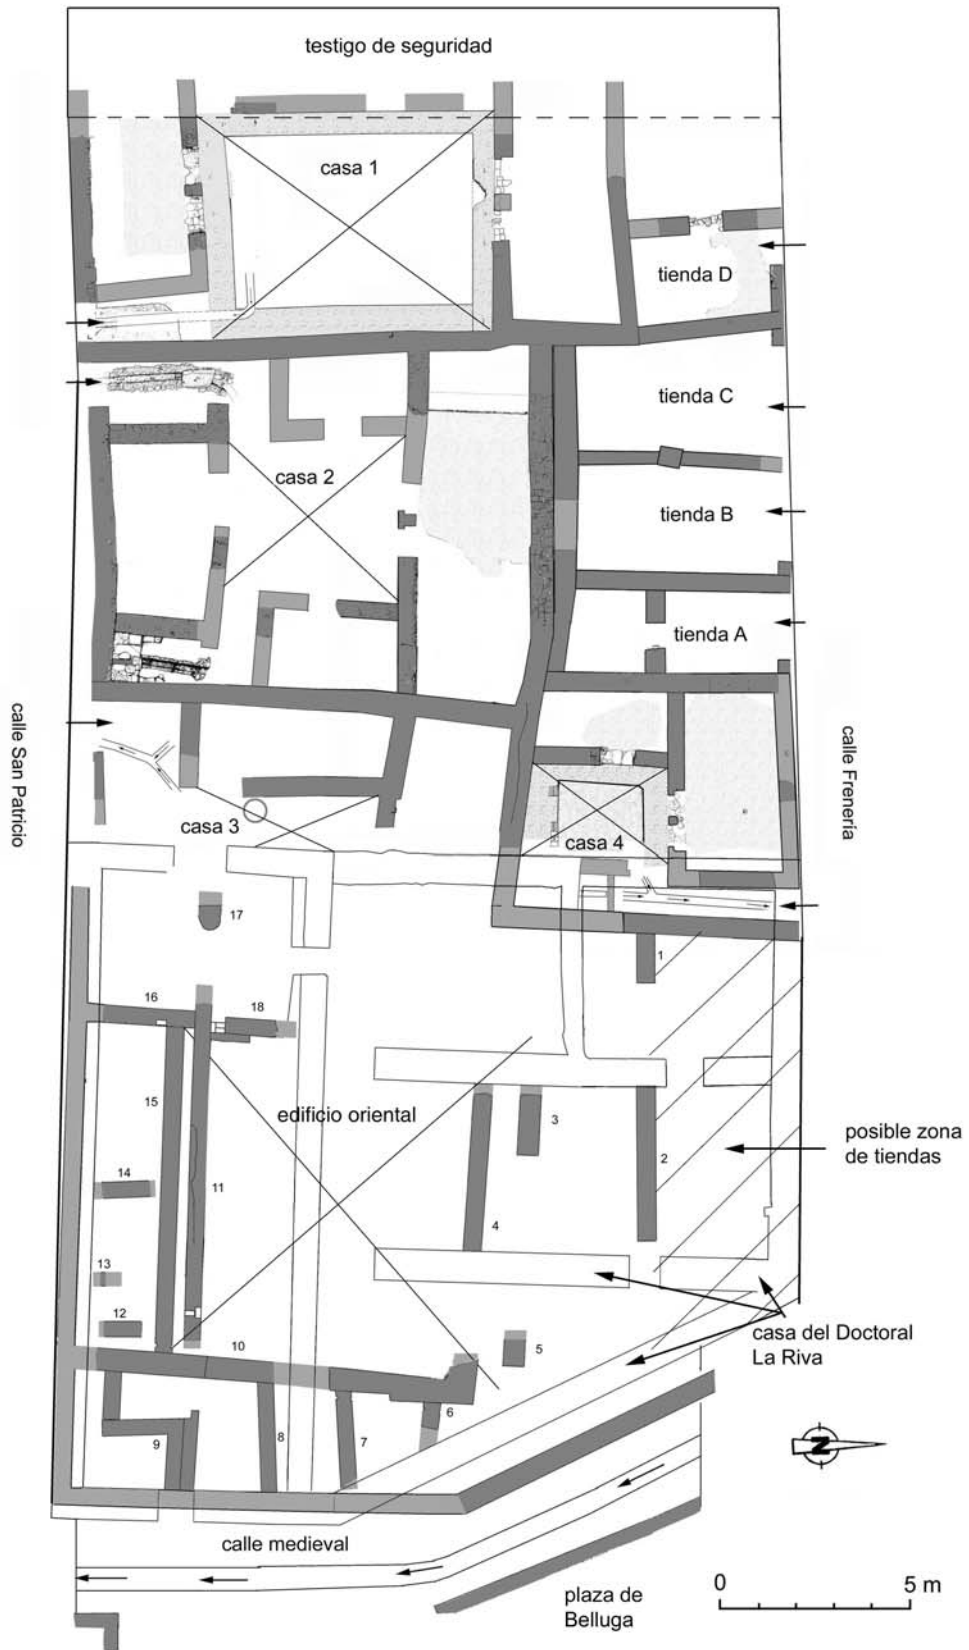 testigo de seguridad
casa 1
tienda D
tienda C
casa 2
tienda B
tienda A
calle San Patricio
calle Frenería
casa 3
casa 4
17
1
16
18
15
edificio oriental
3
posible zona
de tiendas
2
14
11
4
13
12
10
5
casa del Doctoral
La Riva
6
9
8
7
N
calle medieval
plaza de
Belluga
0
5 m